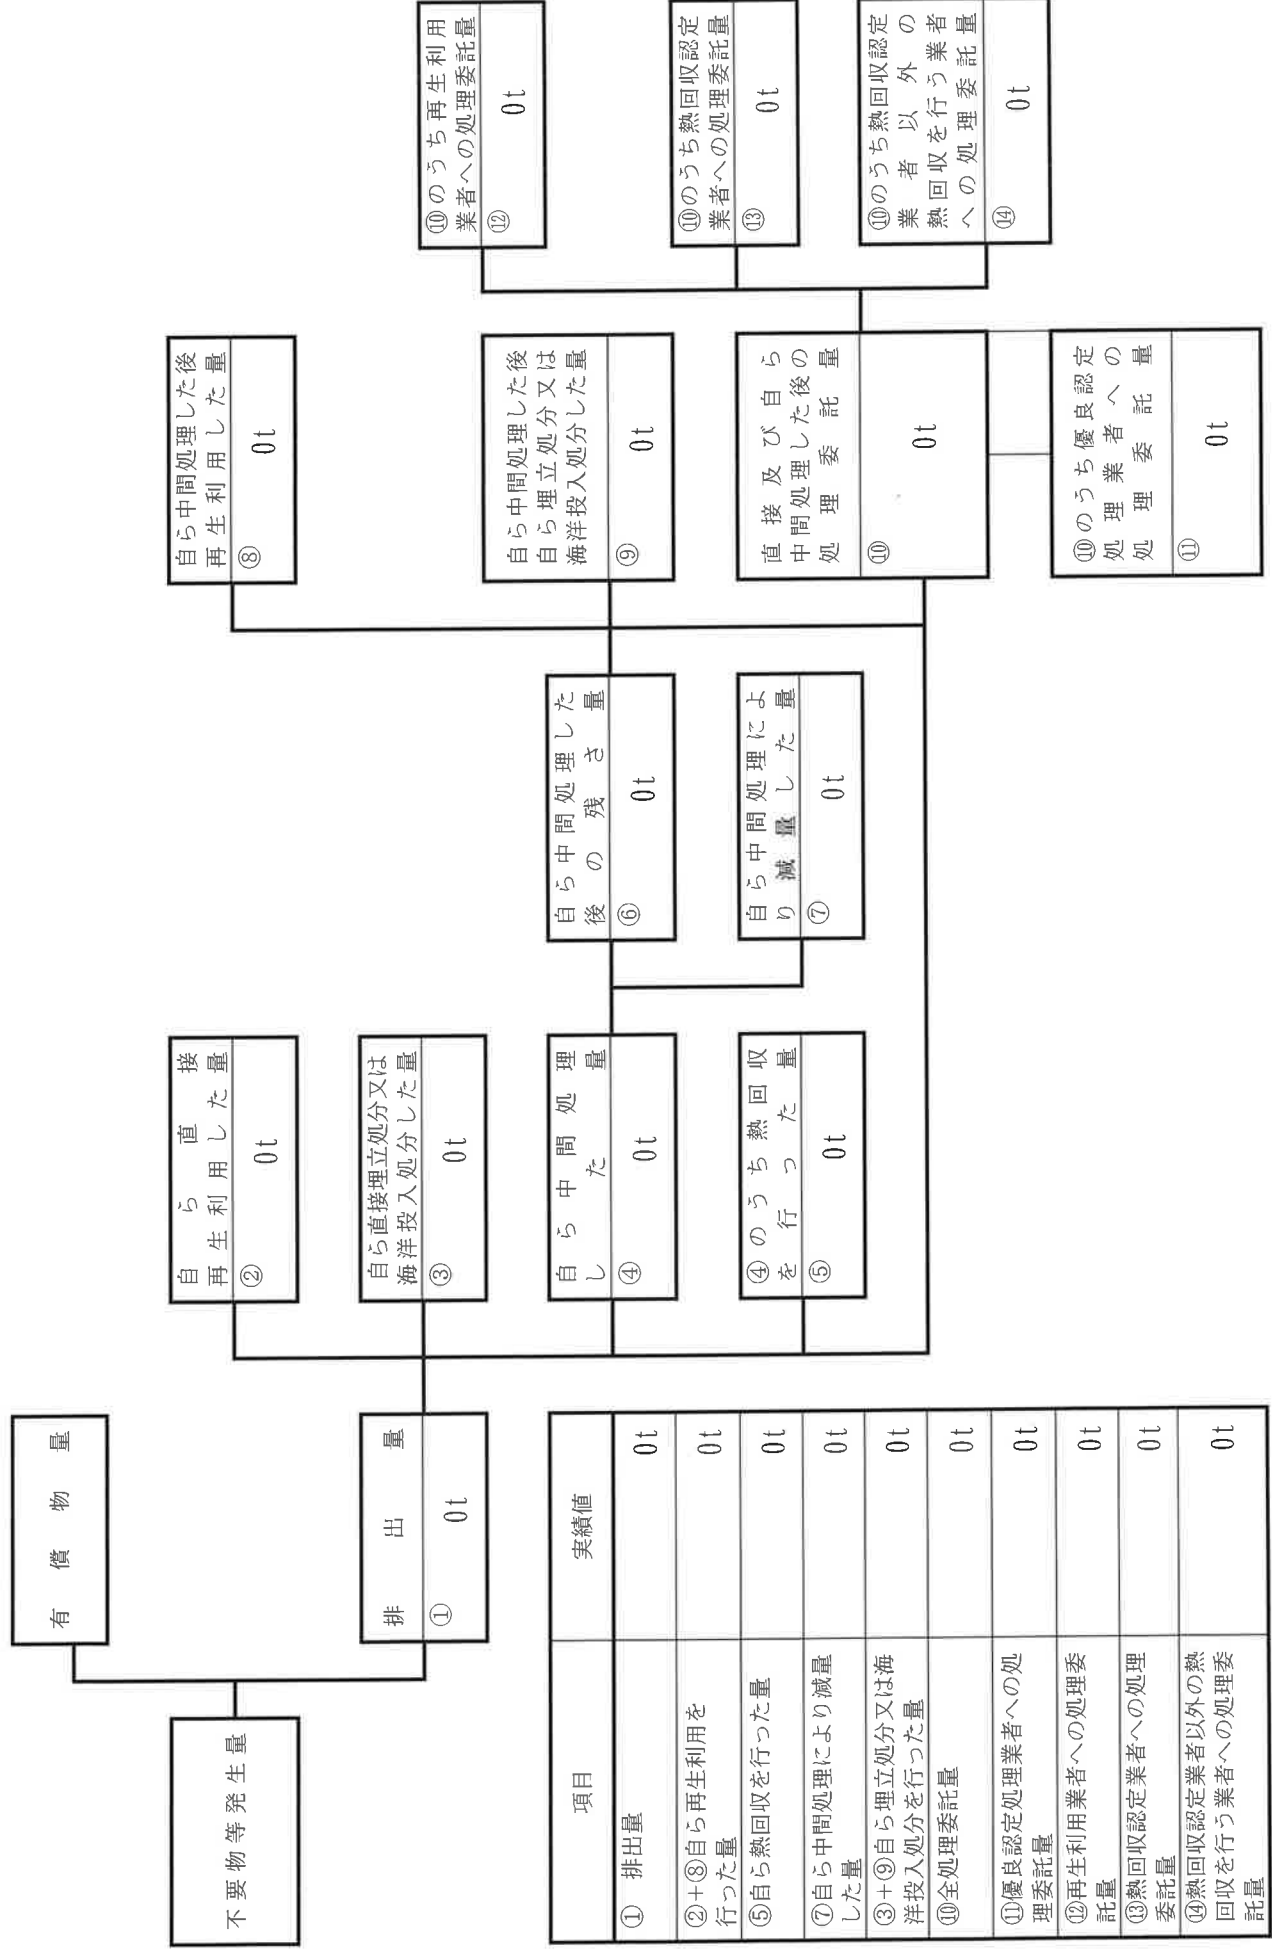 不要物等発生量
有償物量
排出量
①
0t
自ら直接
再生利用した量
②
0t
自ら直接埋立処分又は
海洋投入処分した量
③
0t
自ら中間処理
した量
④
0t
④のうち熱回収
を行った量
⑤
0t
自ら中間処理した
後の残さ量
⑥
0t
自ら中間処理によ
り減量した量
⑦
0t
自ら中間処理した後
再生利用した量
⑧
0t
自ら中間処理した後
自ら埋立処分又は
海洋投入処分した量
⑨
0t
直接及び自ら
中間処理した後の
処理委託量
⑩
0t
⑩のうち優良認定
処理業者への
処理委託量
⑪
0t
⑩のうち再生利用
業者への処理委託量
⑫
0t
⑩のうち熱回収認定
業者への処理委託量
⑬
0t
⑩のうち熱回収認定
業者以外の
熱回収を行う業者
への処理委託量
⑭
0t
項目 実績値
① 排出量 0t
②+⑧自ら再生利用を
行った量 0t
⑤自ら熱回収を行った量 0t
⑦自ら中間処理により減量
した量 0t
③+⑨自ら埋立処分又は海
洋投入処分を行った量 0t
⑩全処理委託量 0t
⑪優良認定処理業者への処
理委託量 0t
⑫再生利用業者への処理委
託量 0t
⑬熱回収認定業者への処理
委託量 0t
⑭熱回収認定業者以外の熱
回収を行う業者への処理委
託量 0t